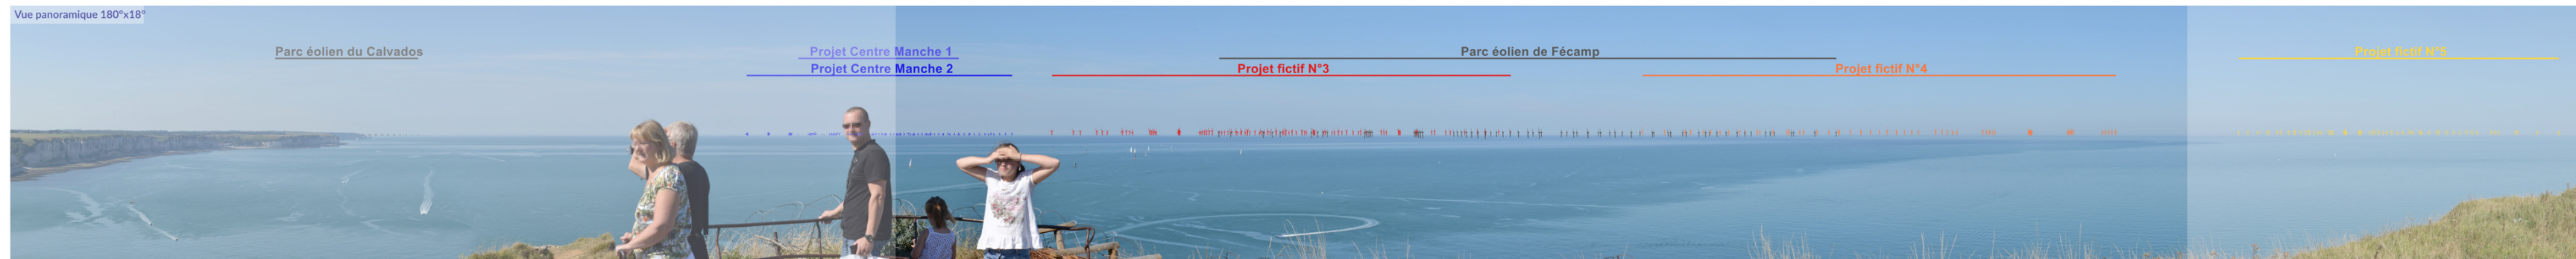 Vue panoramique 180°x18°
Parc éolien du Calvados
Projet Centre Manche 1
Projet Centre Manche 2
Parc éolien de Fécamp
Projet fictif N°3
Projet fictif N°4
Projet fictif N°5